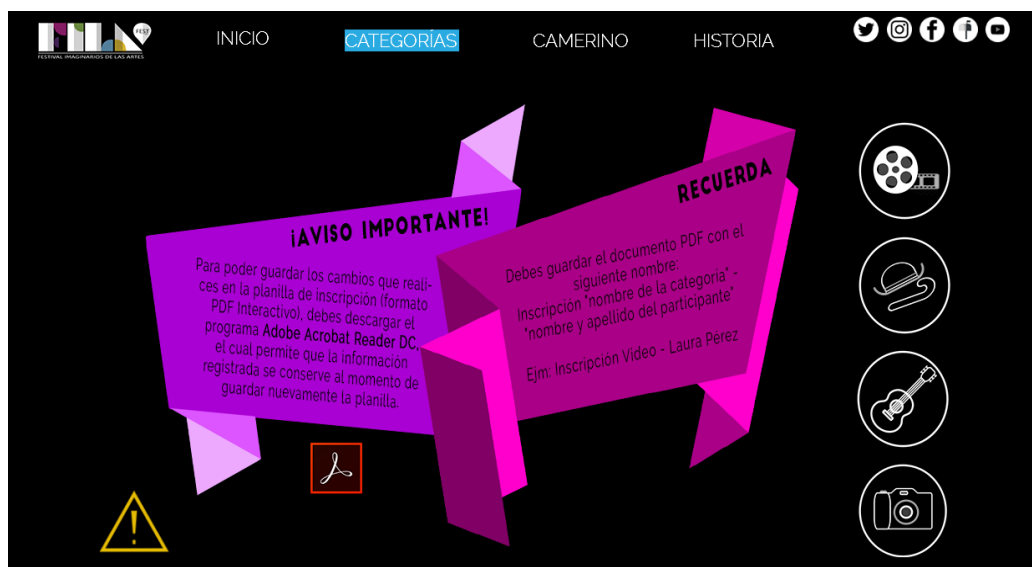 FEST
FESTIVAL IMAGINARIOS DE LAS ARTES
INICIO
CATEGORÍAS
CAMERINO
HISTORIA
¡AVISO IMPORTANTE!
Para poder guardar los cambios que reali-
ces en la planilla de inscripción (formato
PDF Interactivo), debes descargar el
programa Adobe Acrobat Reader DC,
el cual permite que la información
registrada se conserve al momento de
guardar nuevamente la planilla.
RECUERDA
Debes guardar el documento PDF con el
siguiente nombre:
Inscripción "nombre de la categoría" -
"nombre y apellido del participante"
Ejm: Inscripción Video - Laura Pérez